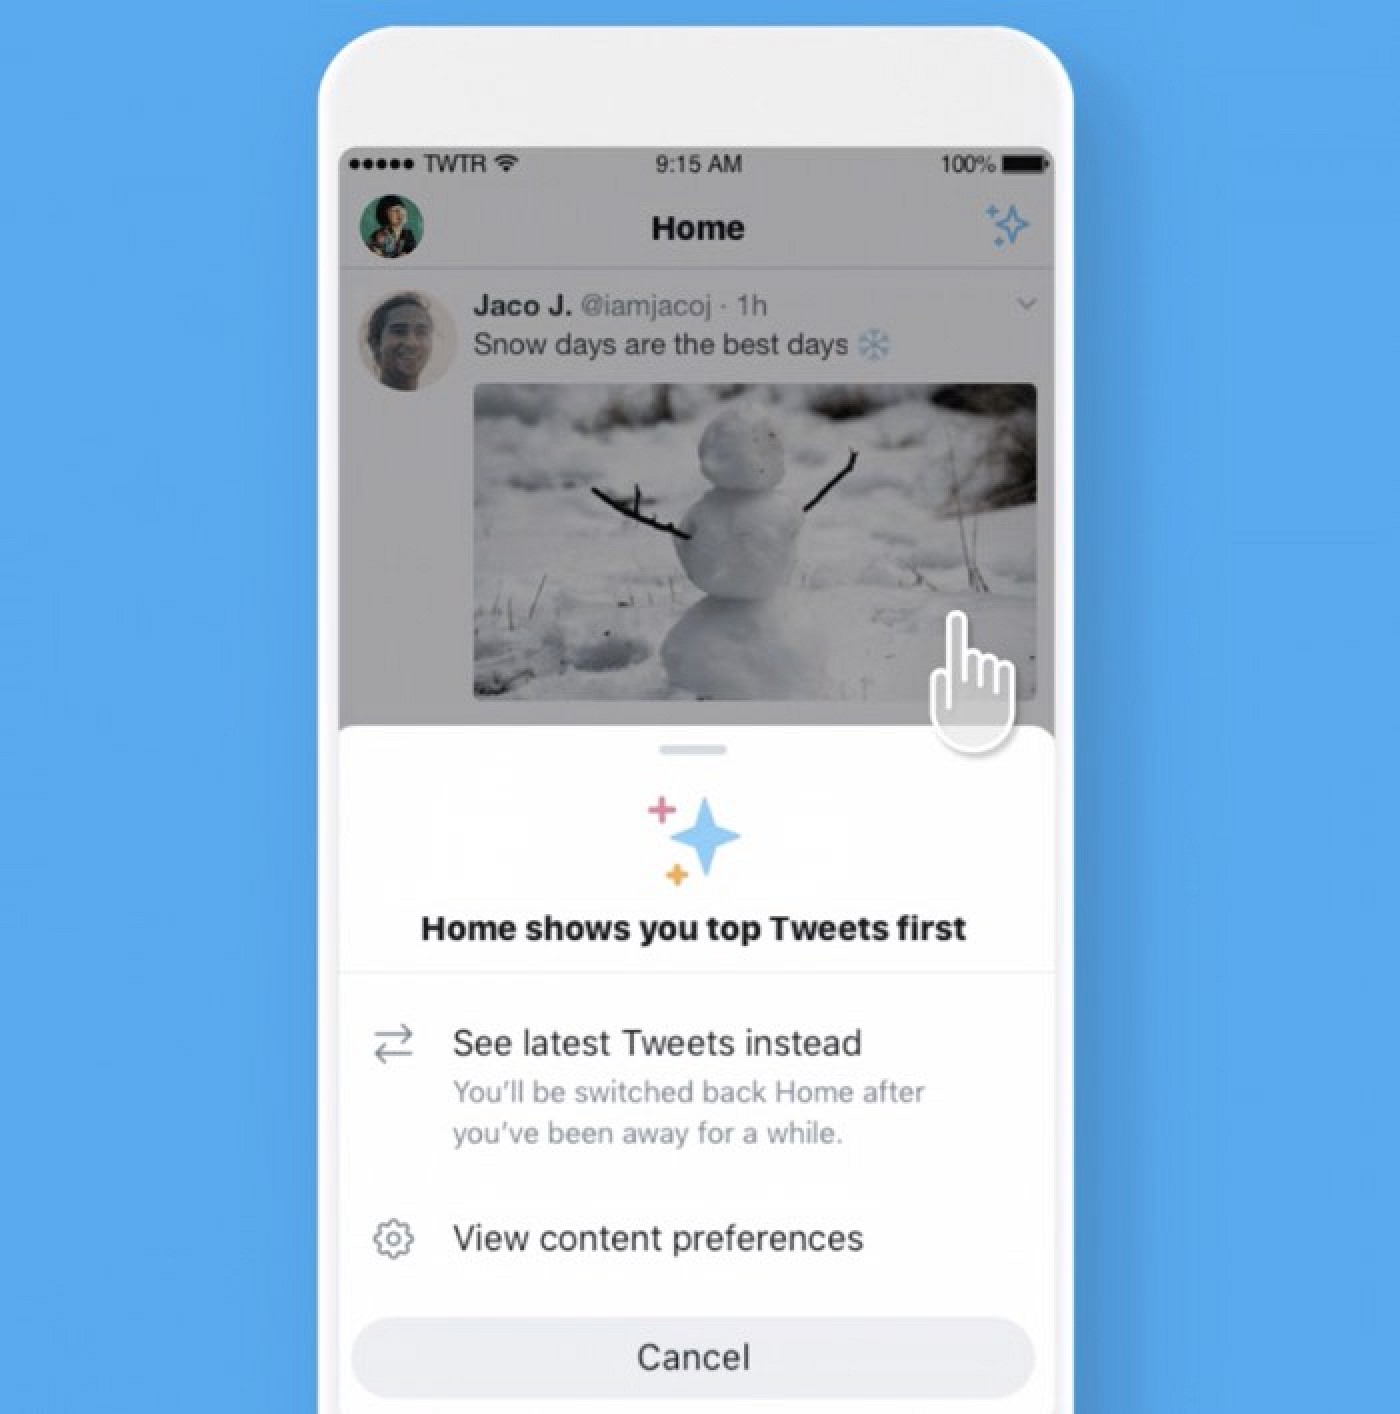 TWTR 9:15 AM 100%
Home
Jaco J. @iamjacoj · 1h
Snow days are the best days ❄️
Home shows you top Tweets first
See latest Tweets instead
You’ll be switched back Home after
you’ve been away for a while.
View content preferences
Cancel